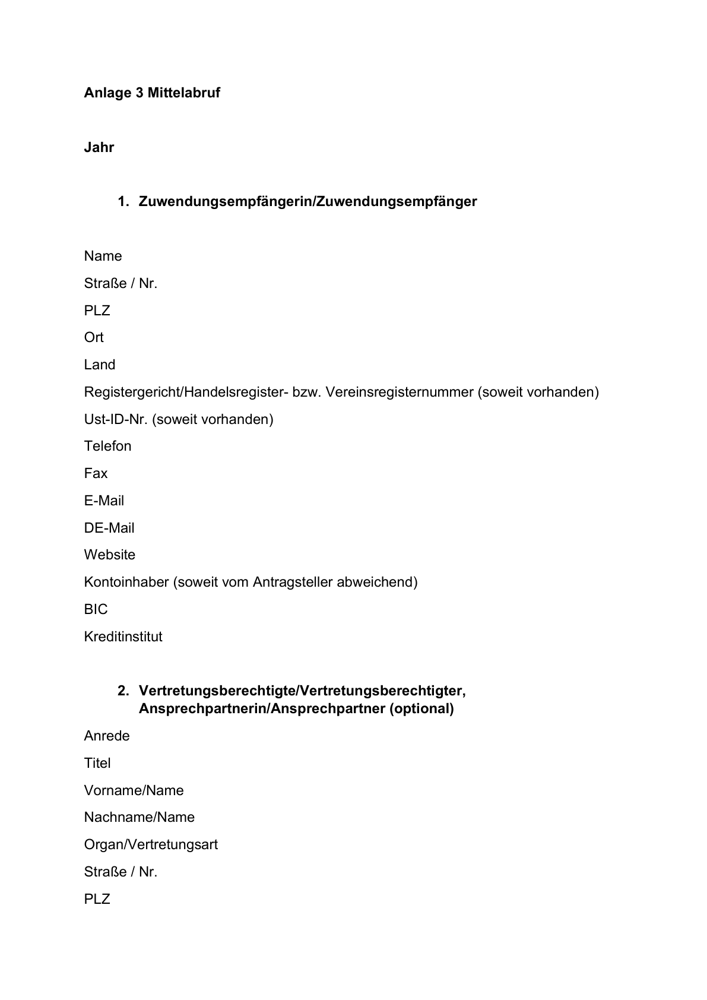 Anlage 3 Mittelabruf
Jahr
1. Zuwendungsempfängerin/Zuwendungsempfänger
Name
Straße / Nr.
PLZ
Ort
Land
Registergericht/Handelsregister- bzw. Vereinsregisternummer (soweit vorhanden)
Ust-ID-Nr. (soweit vorhanden)
Telefon
Fax
E-Mail
DE-Mail
Website
Kontoinhaber (soweit vom Antragsteller abweichend)
BIC
Kreditinstitut
2. Vertretungsberechtigte/Vertretungsberechtigter,
Ansprechpartnerin/Ansprechpartner (optional)
Anrede
Titel
Vorname/Name
Nachname/Name
Organ/Vertretungsart
Straße / Nr.
PLZ